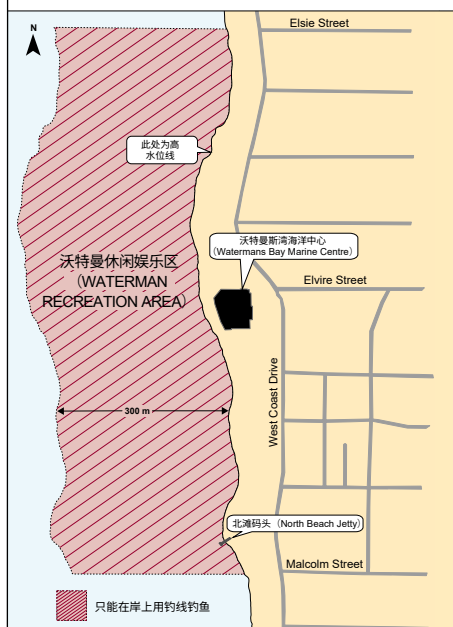 N
Elsie Street
此处为高
水位线
沃特曼斯湾海洋中心
（Watermans Bay Marine Centre）
沃特曼休闲娱乐区
（WATERMAN
RECREATION AREA）
Elvire Street
West Coast Drive
300 m
北滩码头（North Beach Jetty）
Malcolm Street
只能在岸上用钓线钓鱼